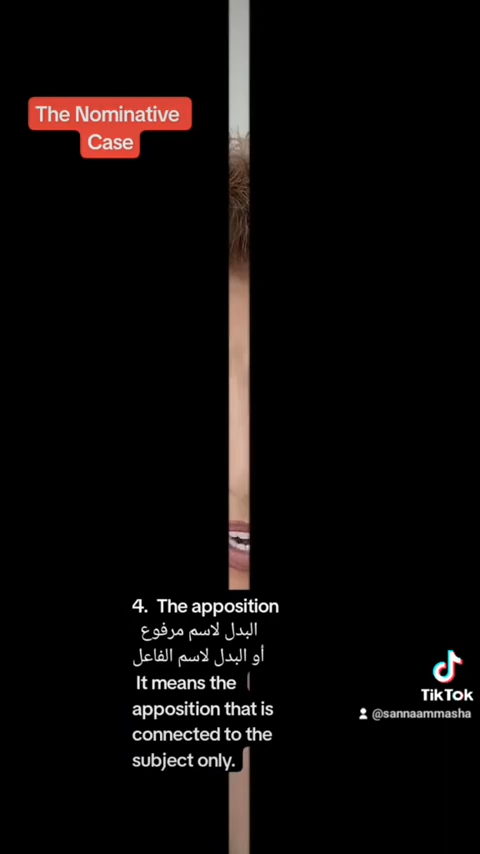 The Nominative
Case
4. The apposition
البدل لاسم مرفوع
أو البدل لاسم الفاعل
It means the
apposition that is
connected to the
subject only.
TikTok
@sannaammasha